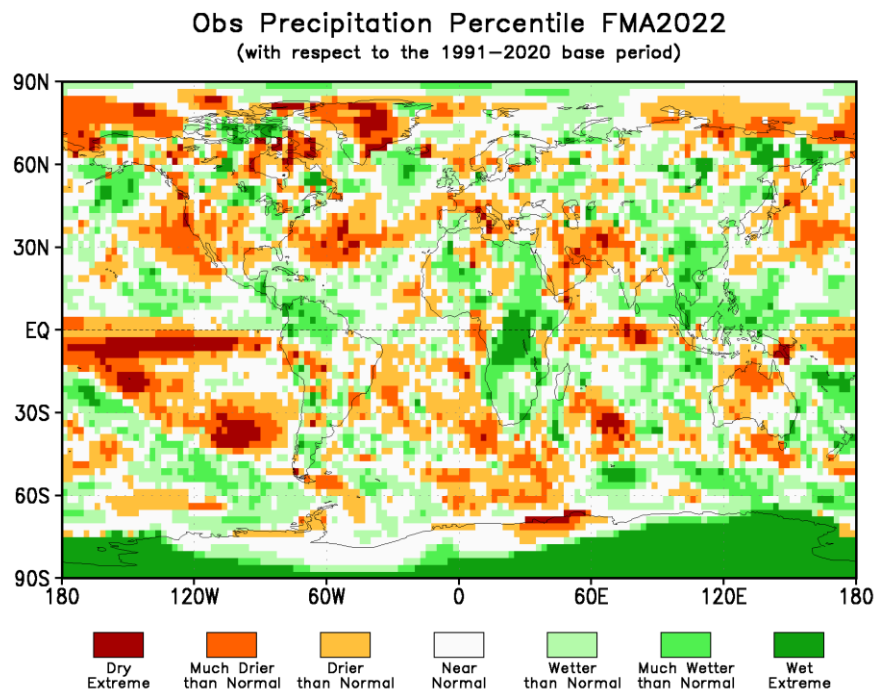 Obs Precipitation Percentile FMA2022
(with respect to the 1991–2020 base period)
90N
60N
30N
EQ
30S
60S
90S
180 120W 60W 0 60E 120E 180
Dry Extreme
Much Drier than Normal
Drier than Normal
Near Normal
Wetter than Normal
Much Wetter than Normal
Wet Extreme